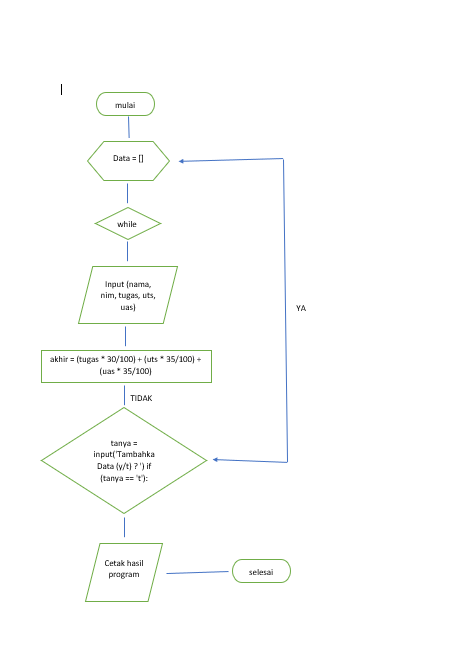 mulai
Data = []
while
Input (nama,
nim, tugas, uts,
uas)
YA
akhir = (tugas * 30/100) + (uts * 35/100) +
(uas * 35/100)
TIDAK
tanya =
input('Tambahka
Data (y/t) ? ') if
(tanya == 't'):
Cetak hasil
program
selesai